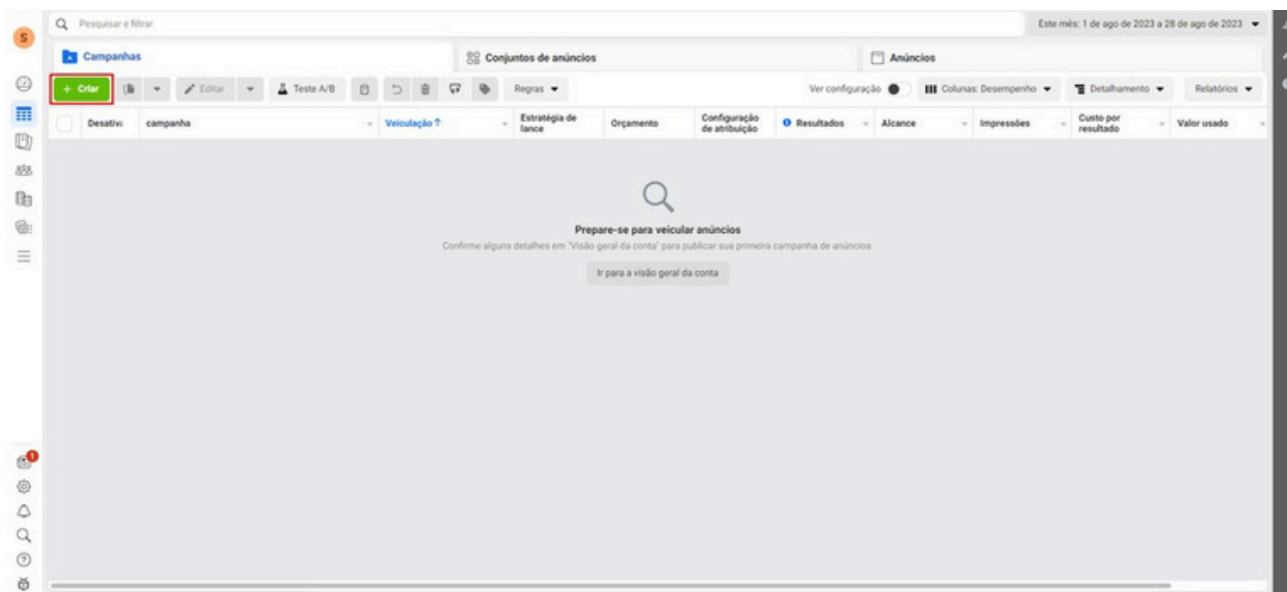 S
Pesquisar e filtrar
Este mês: 1 de ago de 2023 a 28 de ago de 2023
Campanhas
Conjuntos de anúncios
Anúncios
+ Criar
Editar
Teste A/B
Regras
Ver configuração
Colunas: Desempenho
Detalhamento
Relatórios
Desativ
campanha
Veiculação ↑
Estratégia de
lance
Orçamento
Configuração
de atribuição
Resultados
Alcance
Impressões
Custo por
resultado
Valor usado
Prepare-se para veicular anúncios
Confirme alguns detalhes em "Visão geral da conta" para publicar sua primeira campanha de anúncios.
Ir para a visão geral da conta
1